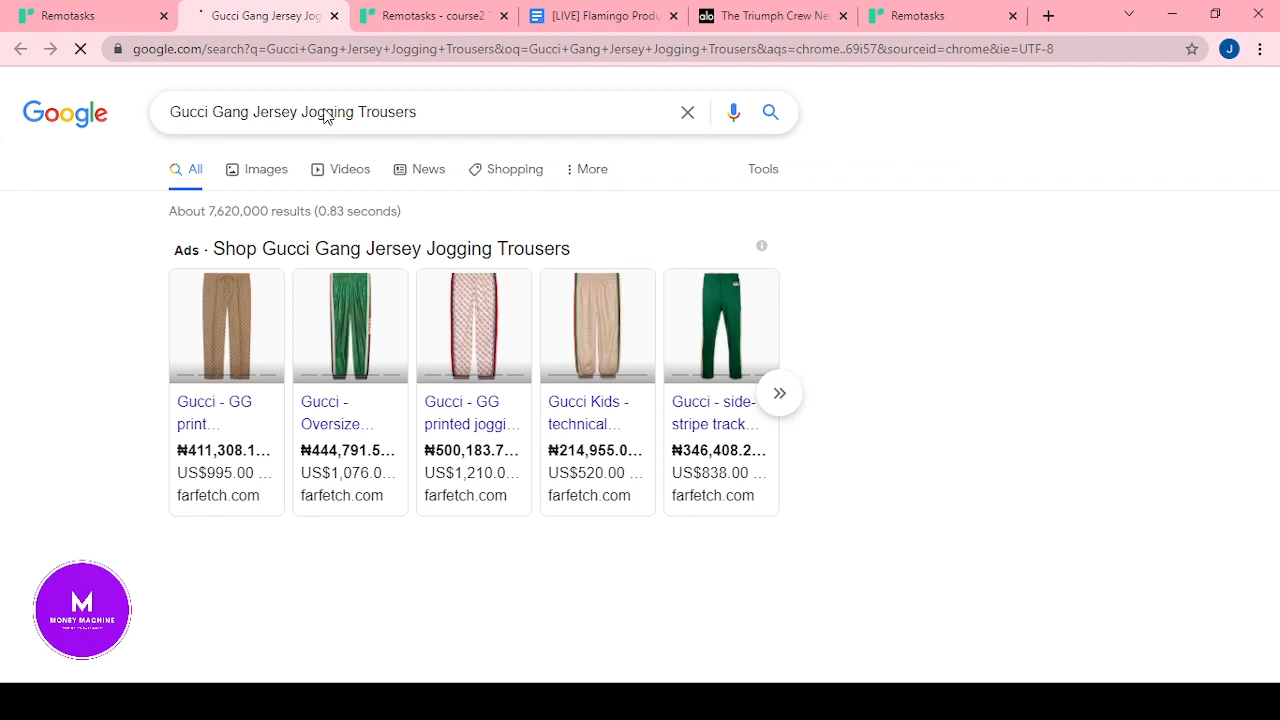 Remotasks
Gucci Gang Jersey Jog
Remotasks - course2 T
[LIVE] Flamingo Produ
alo The Triumph Crew Ne
Remotasks
google.com/search?q=Gucci+Gang+Jersey+Jogging+Trousers&oq=Gucci+Gang+Jersey+Jogging+Trousers&aqs=chrome..69i57&sourceid=chrome&ie=UTF-8
J
Google
Gucci Gang Jersey Jogging Trousers
All
Images
Videos
News
Shopping
More
Tools
About 7,620,000 results (0.83 seconds)
Ads · Shop Gucci Gang Jersey Jogging Trousers
Gucci - GG
print...
₦411,308.1...
US$995.00 ...
farfetch.com
Gucci -
Oversize...
₦444,791.5...
US$1,076.0...
farfetch.com
Gucci - GG
printed joggi...
₦500,183.7...
US$1,210.0...
farfetch.com
Gucci Kids -
technical...
₦214,955.0...
US$520.00 ...
farfetch.com
Gucci - side-
stripe track...
₦346,408.2...
US$838.00 ...
farfetch.com
M
MONEY MACHINE